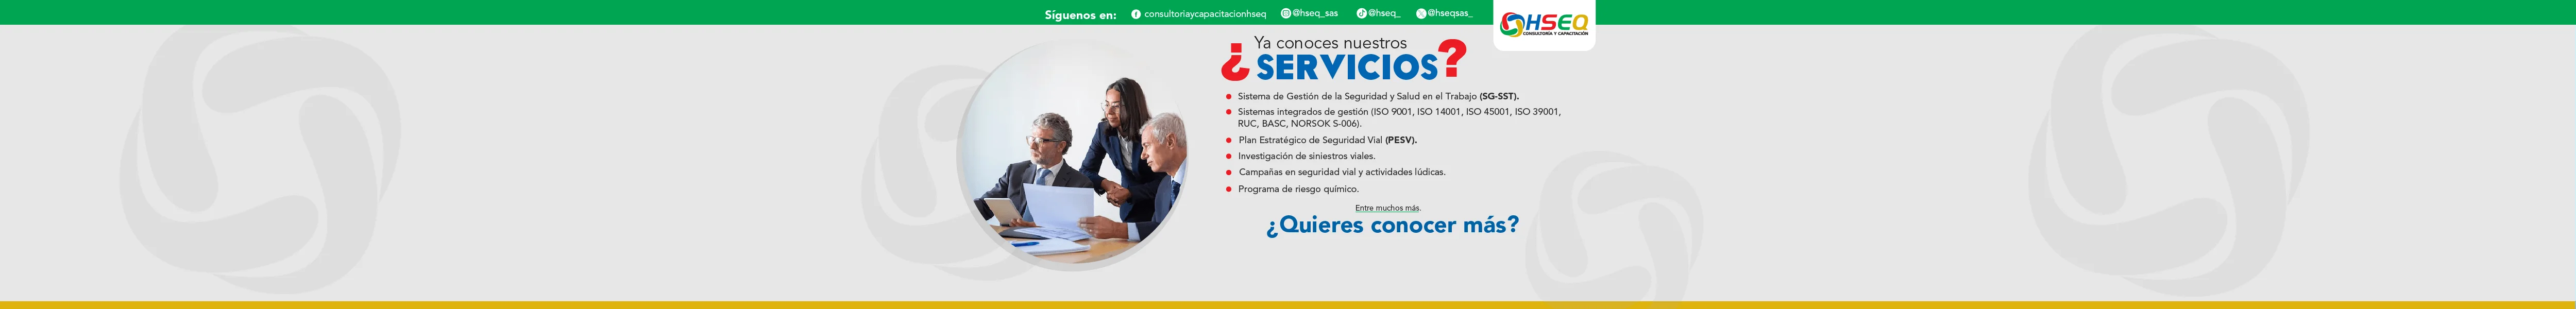 Síguenos en: consultoriaycapacitacionhseq @hseq_sas @hseq_ @hseqsas_
HSEQ
CONSULTORÍA Y CAPACITACIÓN
Ya conoces nuestros
¿SERVICIOS?
Sistema de Gestión de la Seguridad y Salud en el Trabajo (SG-SST).
Sistemas integrados de gestión (ISO 9001, ISO 14001, ISO 45001, ISO 39001,
RUC, BASC, NORSOK S-006).
Plan Estratégico de Seguridad Vial (PESV).
Investigación de siniestros viales.
Campañas en seguridad vial y actividades lúdicas.
Programa de riesgo químico.
Entre muchos más.
¿Quieres conocer más?